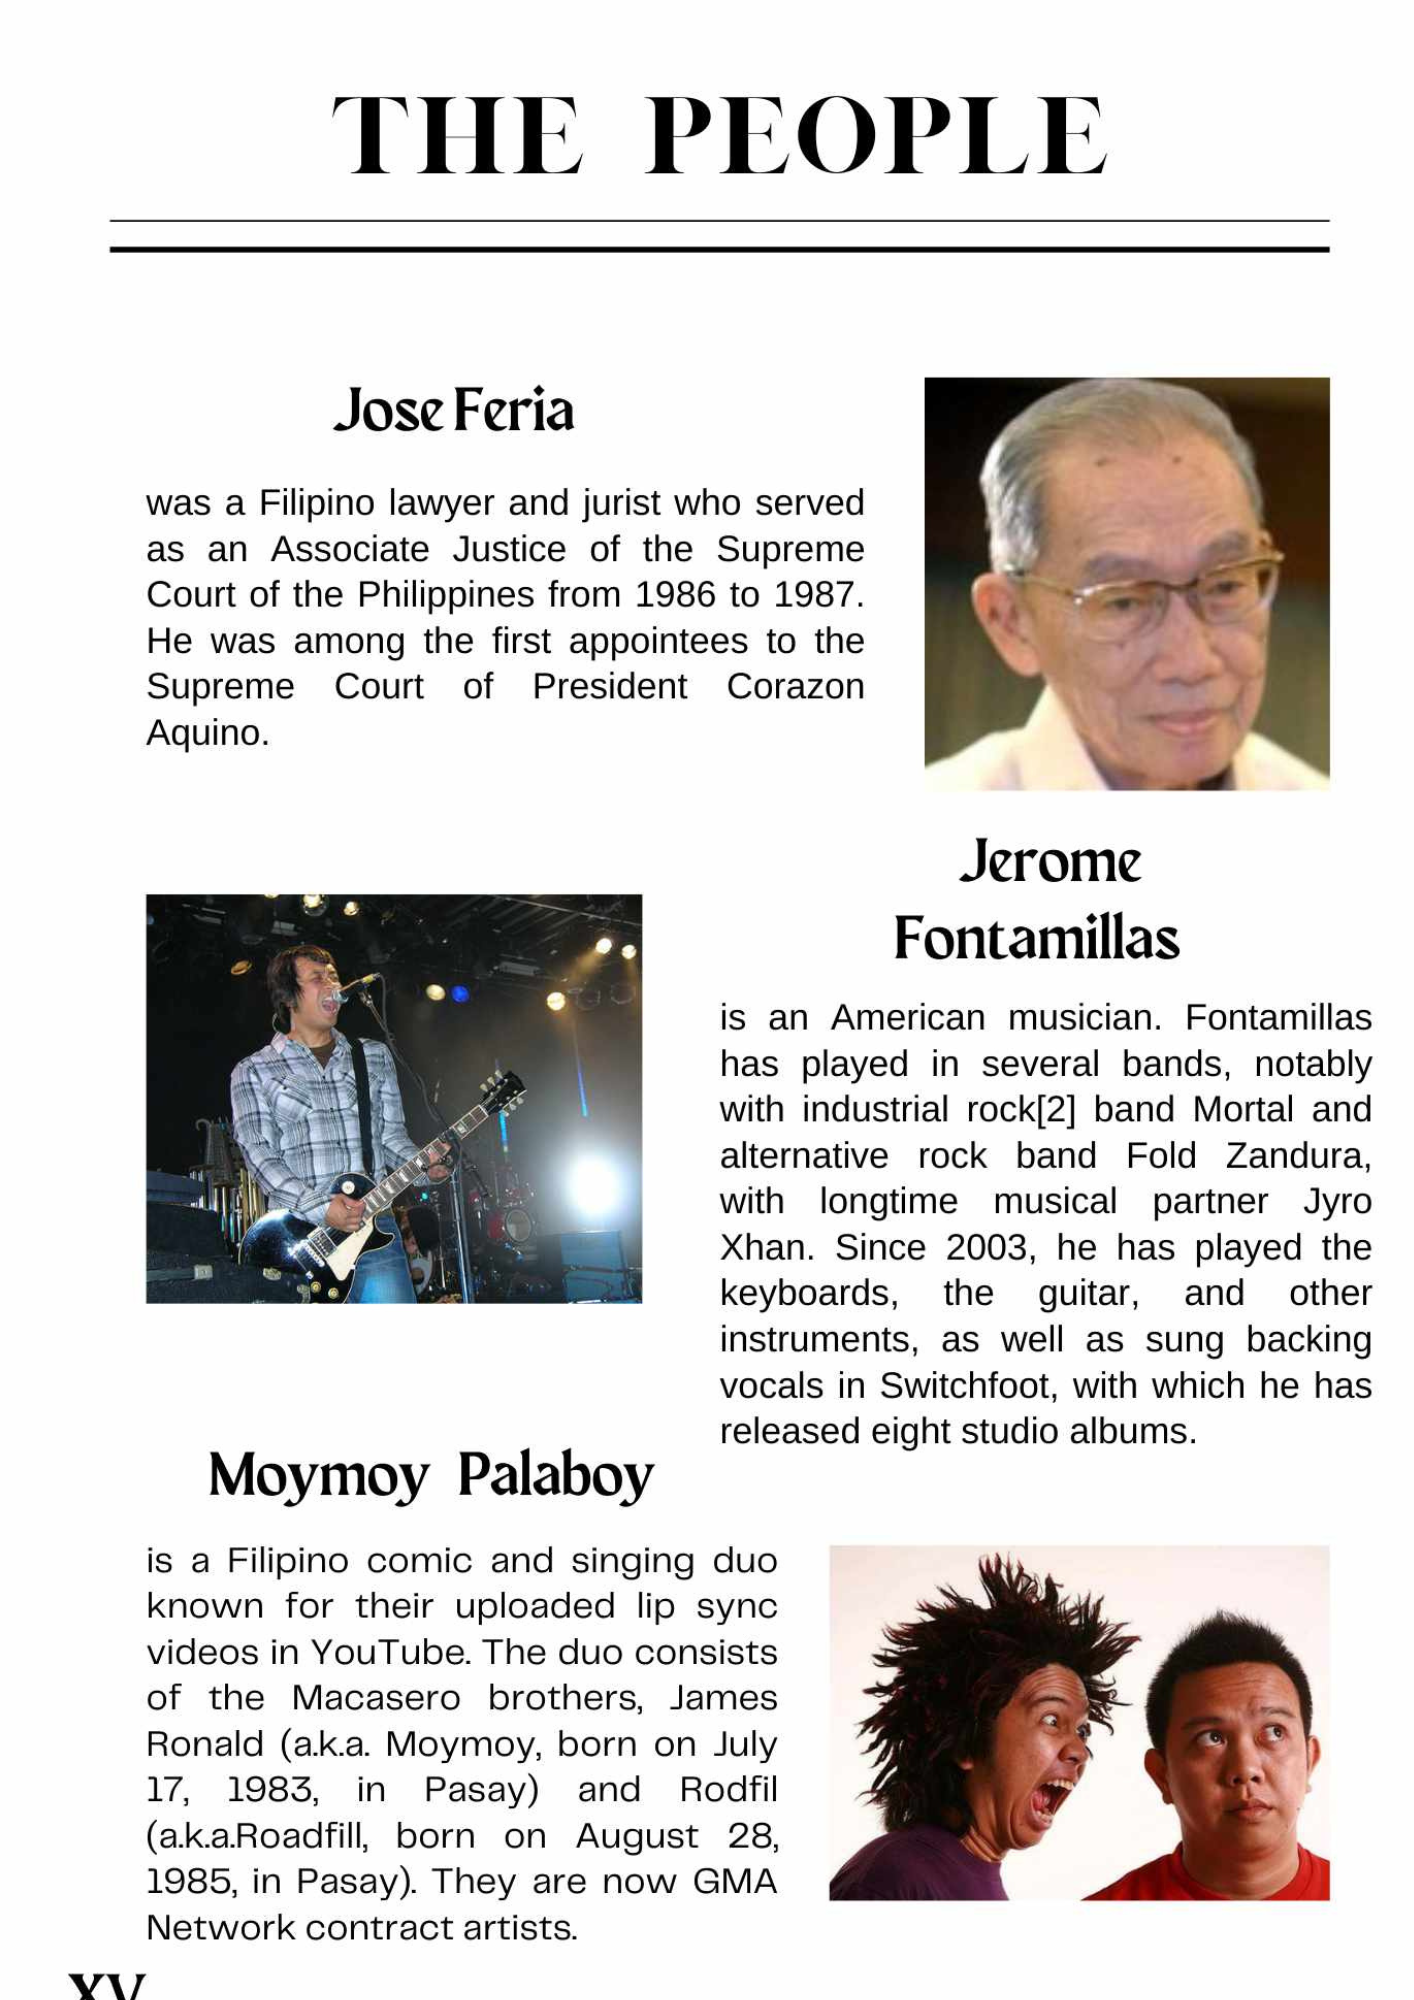 THE PEOPLE
Jose Feria
was a Filipino lawyer and jurist who served
as an Associate Justice of the Supreme
Court of the Philippines from 1986 to 1987.
He was among the first appointees to the
Supreme Court of President Corazon
Aquino.
Jerome
Fontamillas
is an American musician. Fontamillas
has played in several bands, notably
with industrial rock[2] band Mortal and
alternative rock band Fold Zandura,
with longtime musical partner Jyro
Xhan. Since 2003, he has played the
keyboards, the guitar, and other
instruments, as well as sung backing
vocals in Switchfoot, with which he has
released eight studio albums.
Moymoy Palaboy
is a Filipino comic and singing duo
known for their uploaded lip sync
videos in YouTube. The duo consists
of the Macasero brothers, James
Ronald (a.k.a. Moymoy, born on July
17, 1983, in Pasay) and Rodfil
(a.k.a.Roadfill, born on August 28,
1985, in Pasay). They are now GMA
Network contract artists.
XV